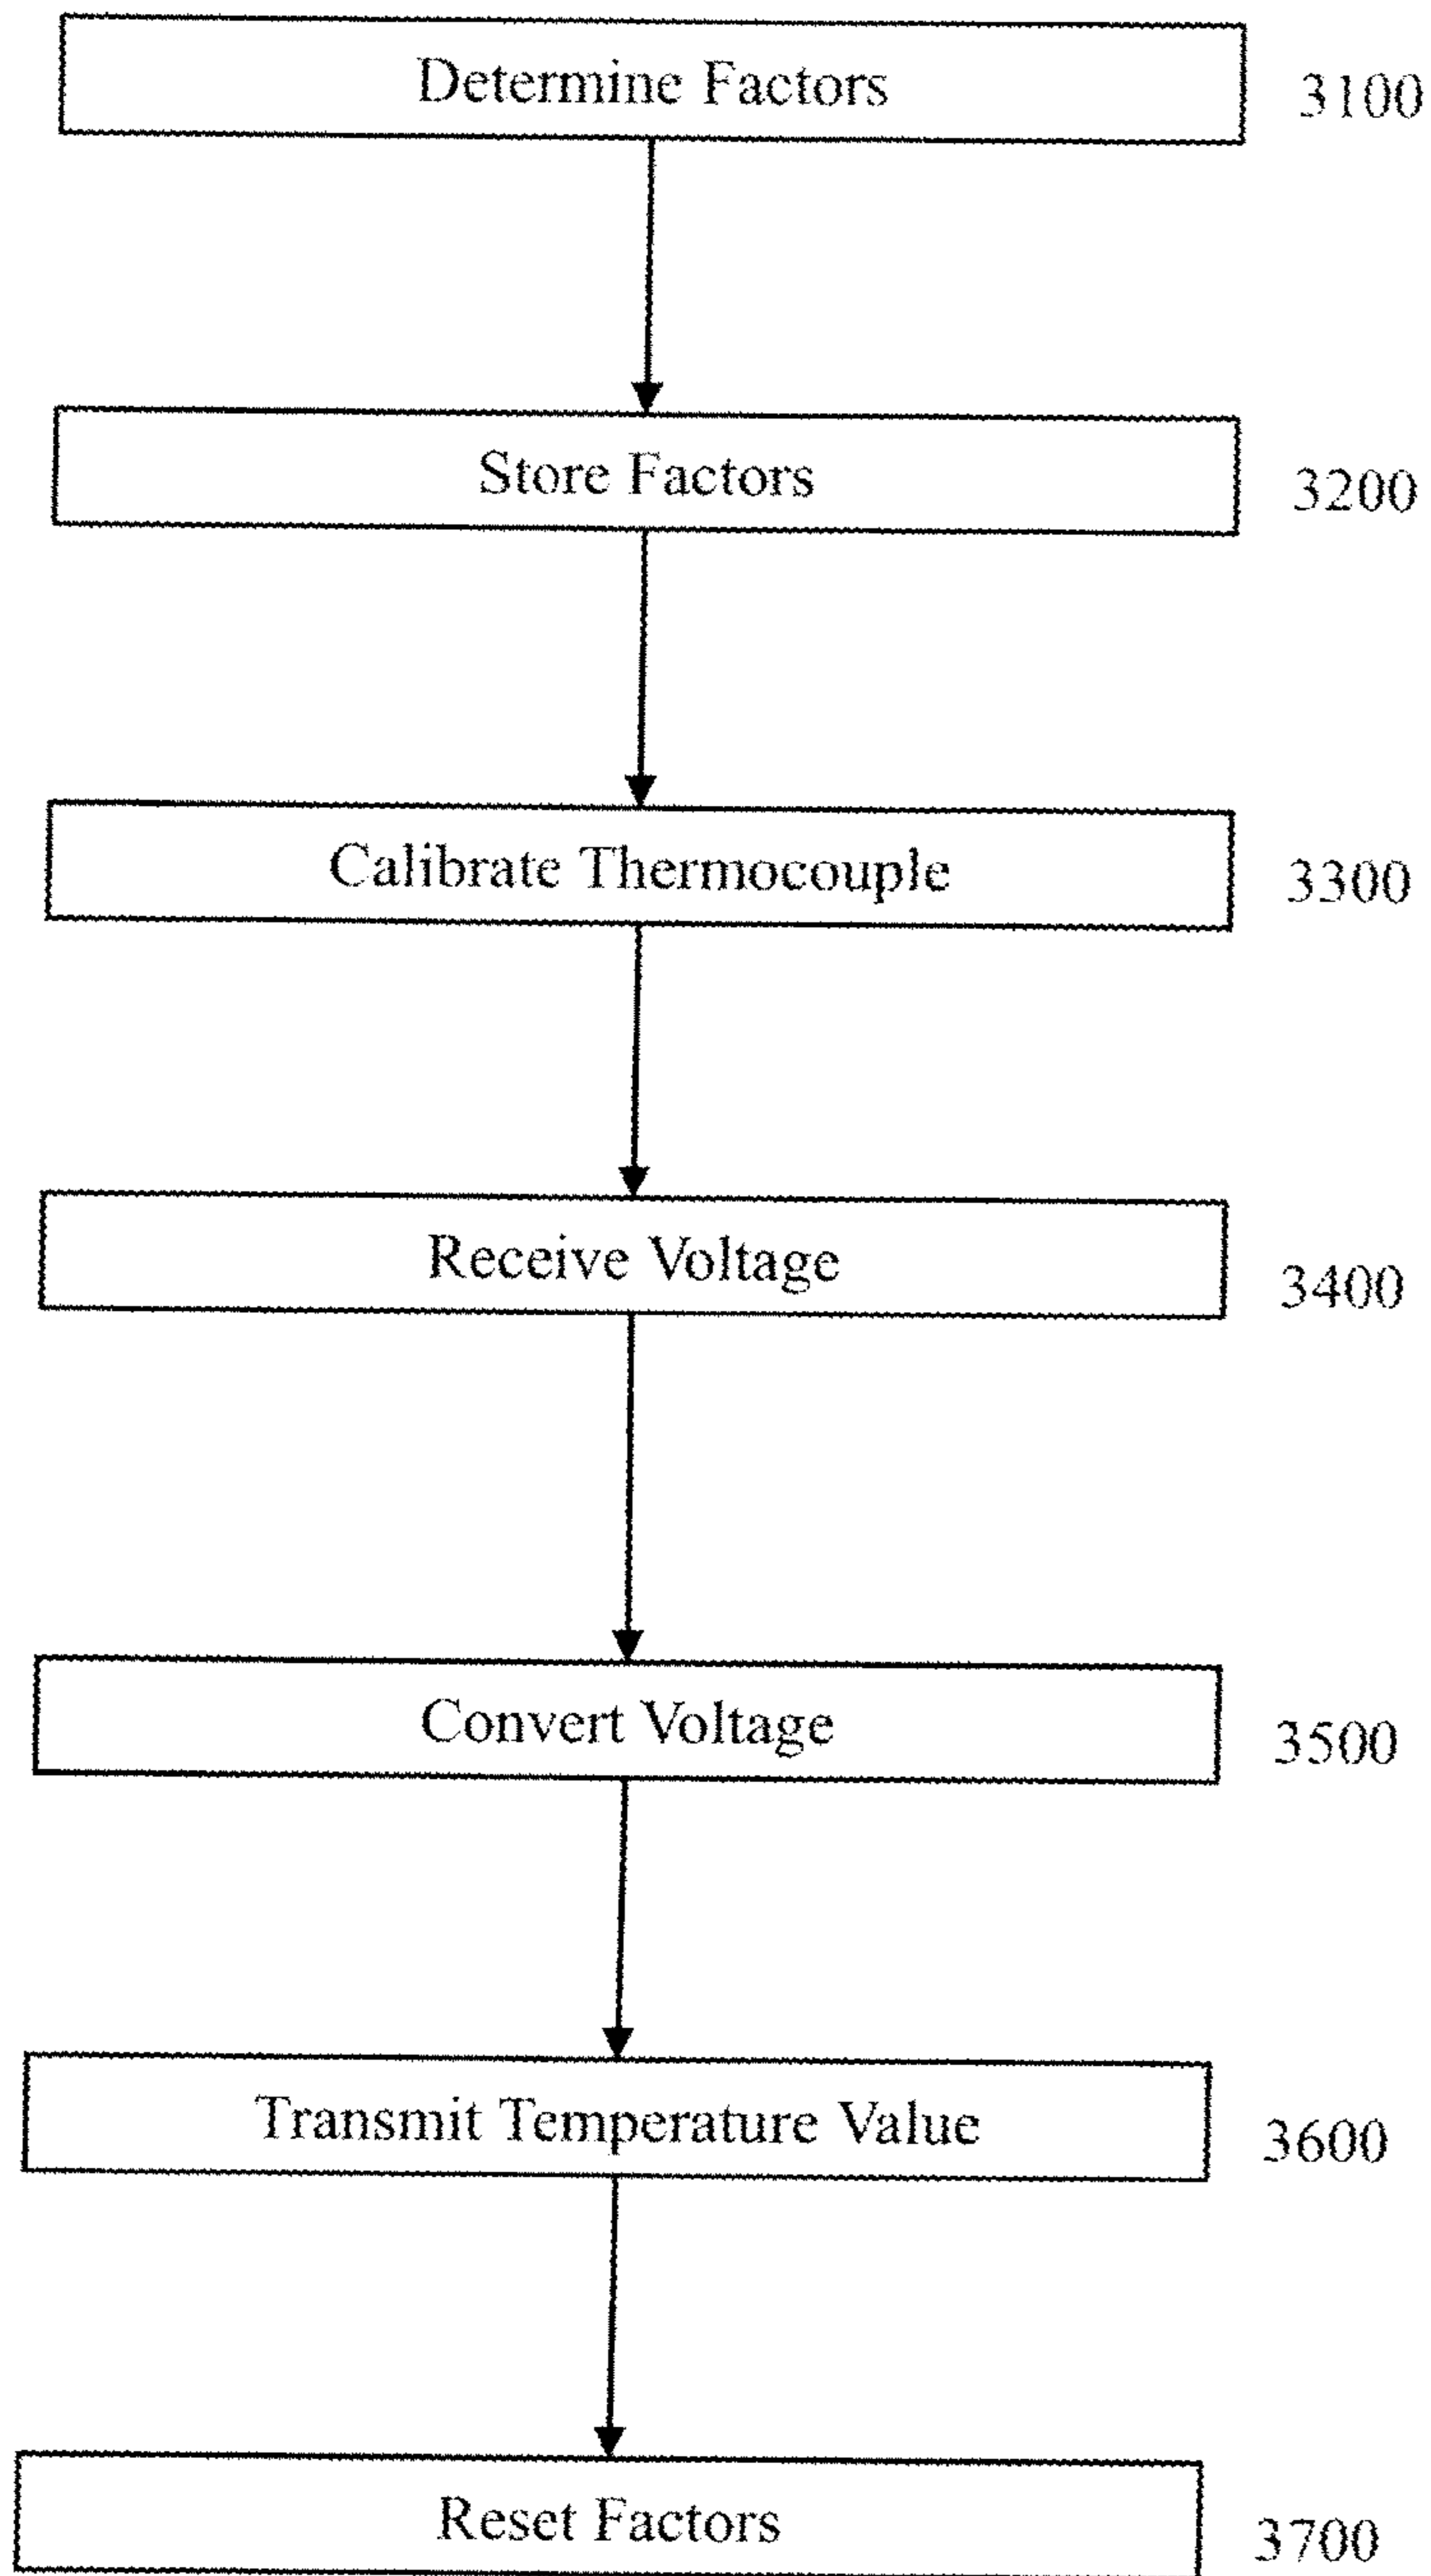 Determine Factors
3100
Store Factors
3200
Calibrate Thermocouple
3300
Receive Voltage
3400
Convert Voltage
3500
Transmit Temperature Value
3600
Reset Factors
3700